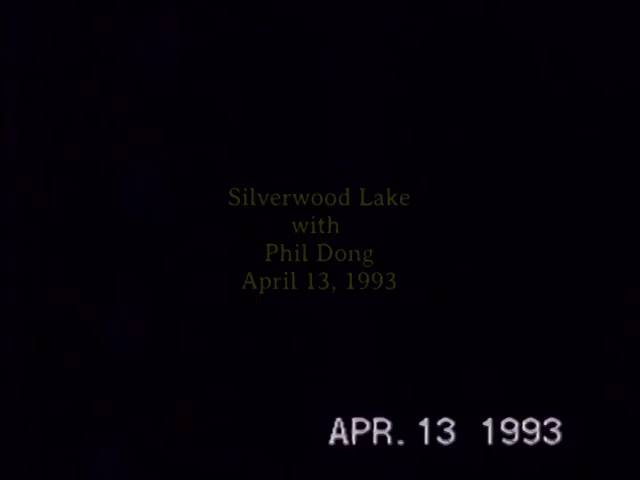 Silverwood Lake
with
Phil Dong
April 13, 1993
APR. 13 1993